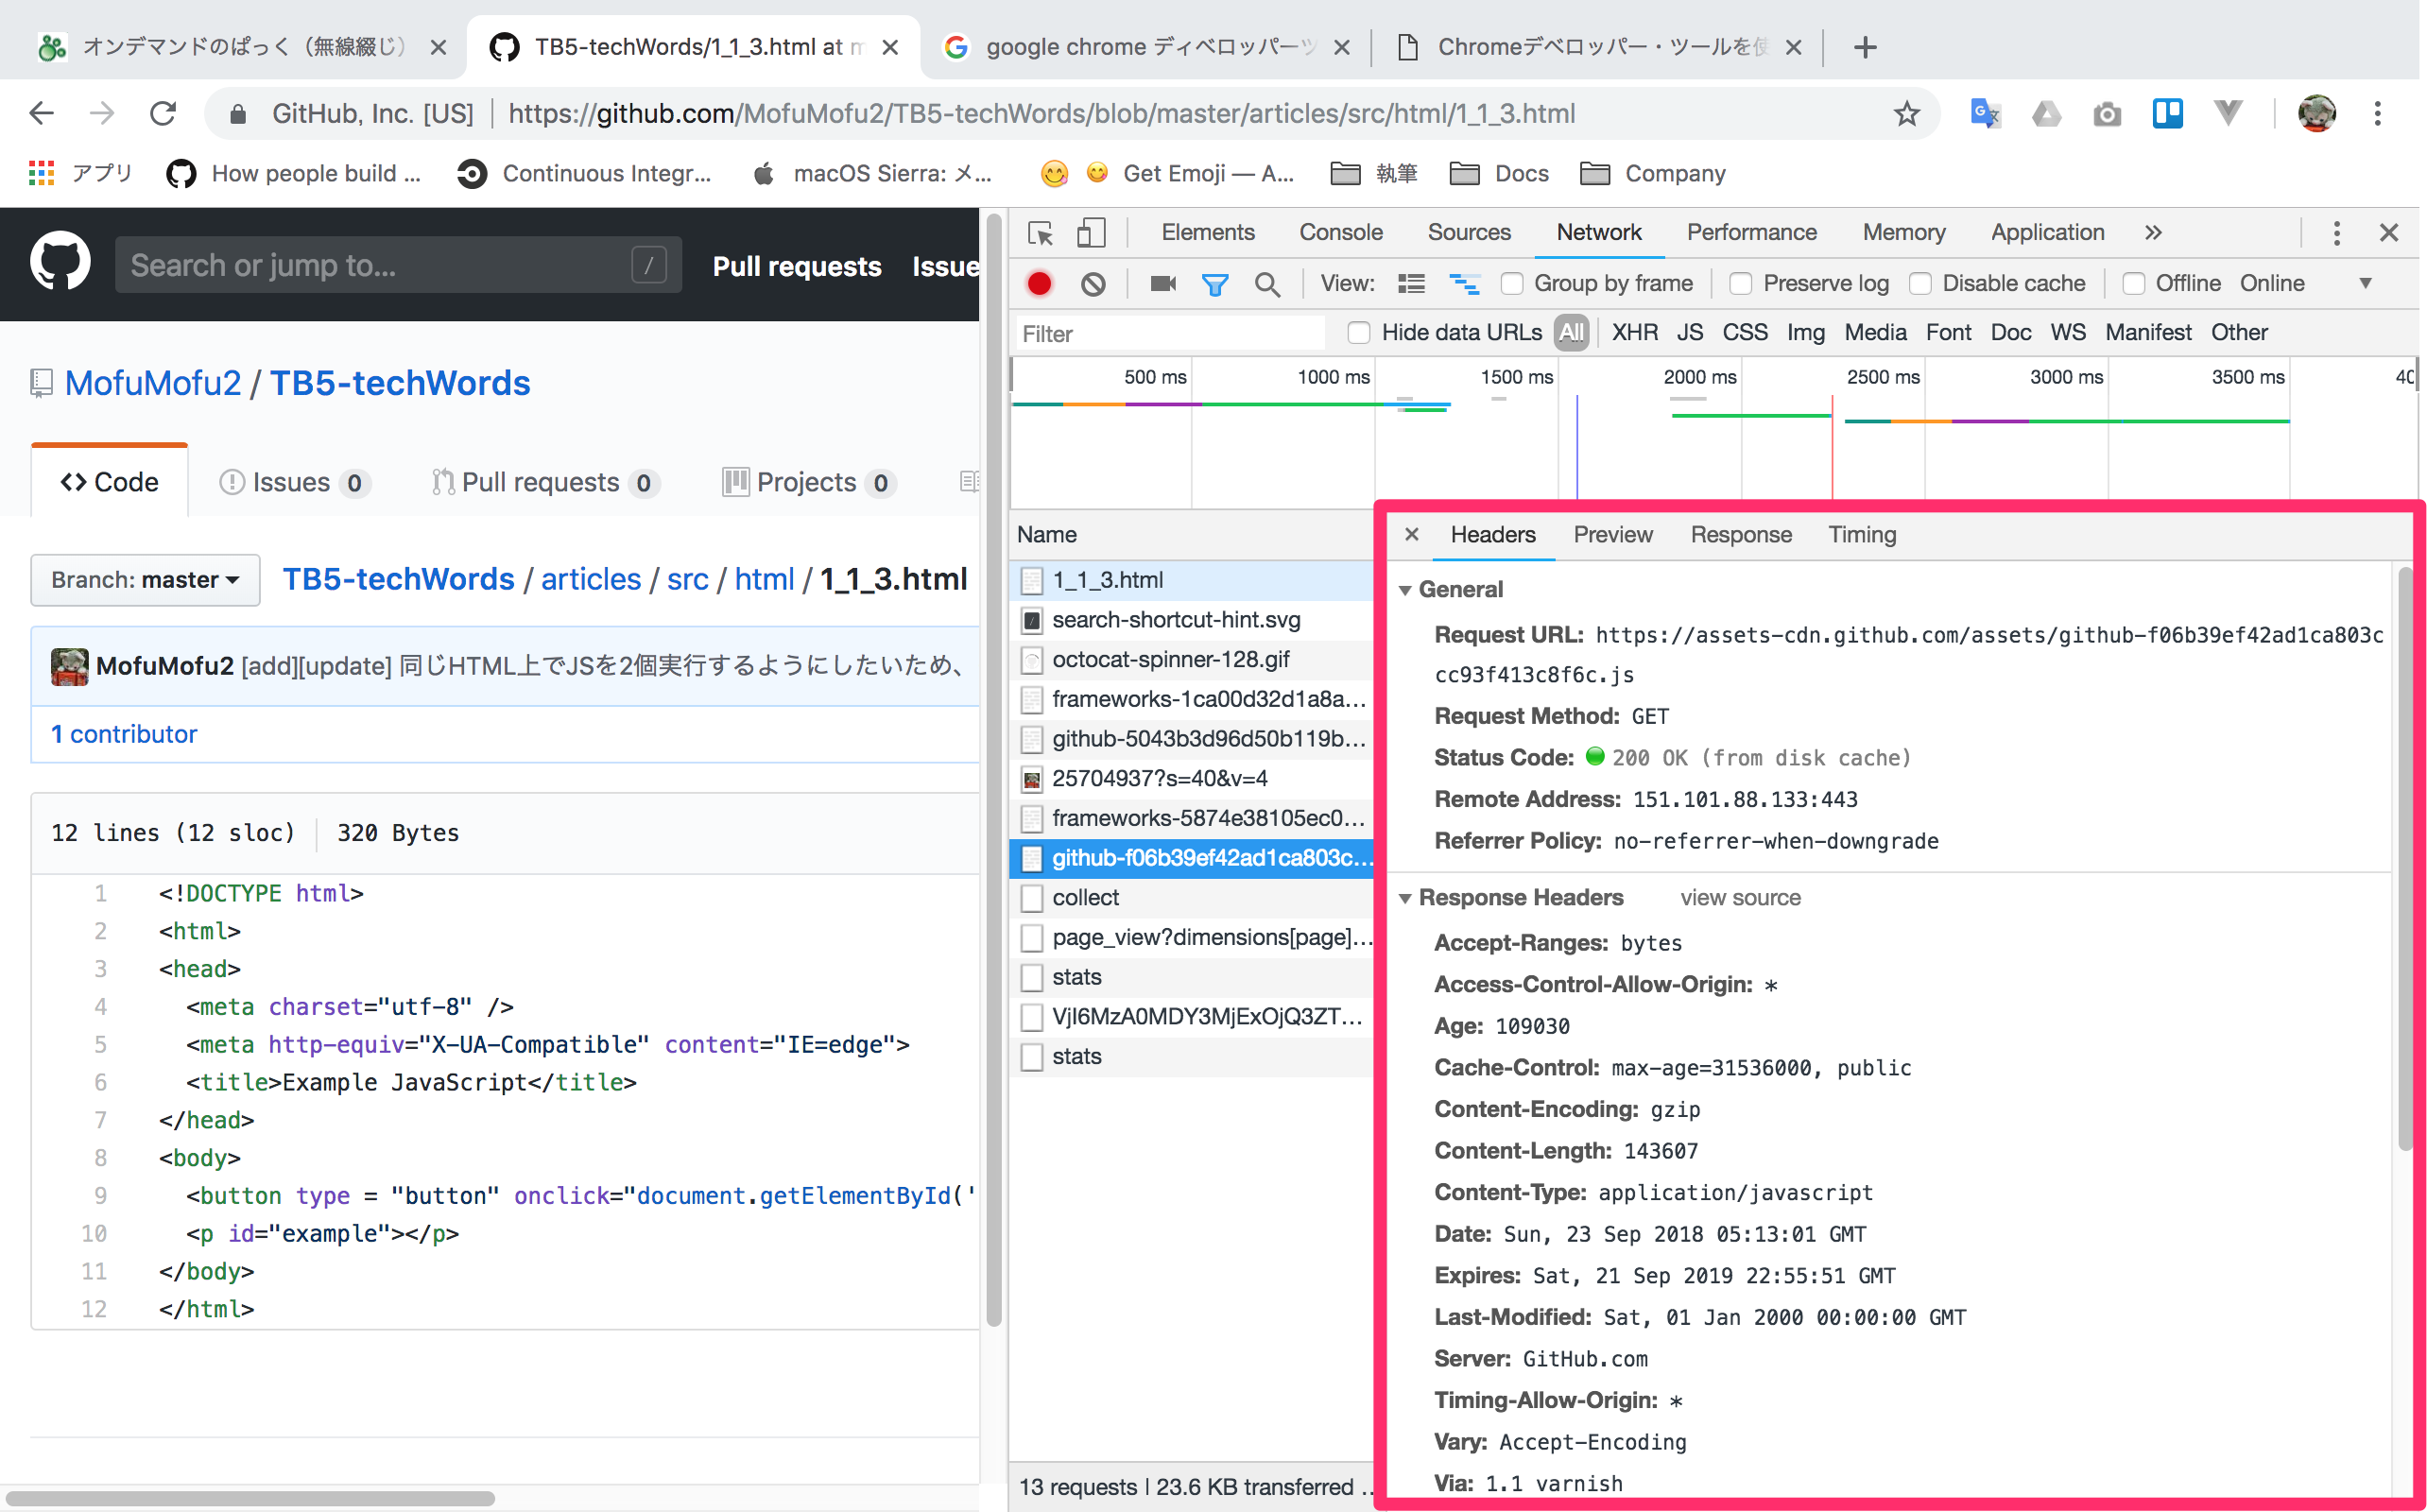 オンデマンドのぱっく（無線綴じ）
TB5-techWords/1_1_3.html at m
google chrome ディベロッパーツ
Chromeデベロッパー・ツールを使
GitHub, Inc. [US]
https://github.com/MofuMofu2/TB5-techWords/blob/master/articles/src/html/1_1_3.html
アプリ
How people build ...
Continuous Integr...
macOS Sierra: メ...
Get Emoji — A...
執筆
Docs
Company
Search or jump to...
/
Pull requests
Issue
MofuMofu2 / TB5-techWords
Code
Issues 0
Pull requests 0
Projects 0
Branch: master
TB5-techWords / articles / src / html / 1_1_3.html
MofuMofu2 [add][update] 同じHTML上でJSを2個実行するようにしたいため、
1 contributor
12 lines (12 sloc)
320 Bytes
1 <!DOCTYPE html>
2 <html>
3 <head>
4 <meta charset="utf-8" />
5 <meta http-equiv="X-UA-Compatible" content="IE=edge">
6 <title>Example JavaScript</title>
7 </head>
8 <body>
9 <button type = "button" onclick="document.getElementById('
10 <p id="example"></p>
11 </body>
12 </html>
Elements Console Sources Network Performance Memory Application »
View: Group by frame Preserve log Disable cache Offline Online
Filter Hide data URLs All XHR JS CSS Img Media Font Doc WS Manifest Other
500 ms 1000 ms 1500 ms 2000 ms 2500 ms 3000 ms 3500 ms 40
Name
1_1_3.html
search-shortcut-hint.svg
octocat-spinner-128.gif
frameworks-1ca00d32d1a8a...
github-5043b3d96d50b119b...
25704937?s=40&v=4
frameworks-5874e38105ec0...
github-f06b39ef42ad1ca803c...
collect
page_view?dimensions[page]...
stats
VjI6MzA0MDY3MjExOjQ3ZT...
stats
13 requests | 23.6 KB transferred ...
Headers Preview Response Timing
General
Request URL: https://assets-cdn.github.com/assets/github-f06b39ef42ad1ca803c
cc93f413c8f6c.js
Request Method: GET
Status Code: 200 OK (from disk cache)
Remote Address: 151.101.88.133:443
Referrer Policy: no-referrer-when-downgrade
Response Headers view source
Accept-Ranges: bytes
Access-Control-Allow-Origin: *
Age: 109030
Cache-Control: max-age=31536000, public
Content-Encoding: gzip
Content-Length: 143607
Content-Type: application/javascript
Date: Sun, 23 Sep 2018 05:13:01 GMT
Expires: Sat, 21 Sep 2019 22:55:51 GMT
Last-Modified: Sat, 01 Jan 2000 00:00:00 GMT
Server: GitHub.com
Timing-Allow-Origin: *
Vary: Accept-Encoding
Via: 1.1 varnish